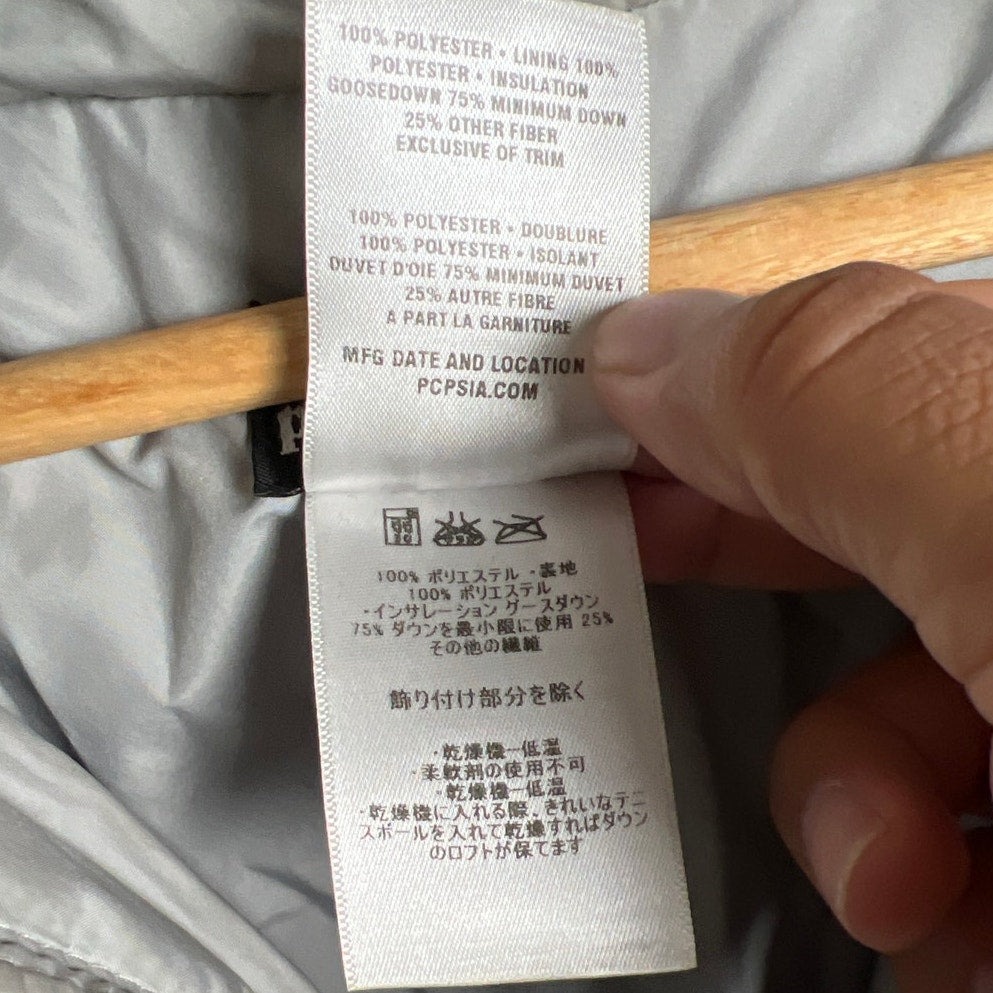 100% POLYESTER • LINING 100%
POLYESTER • INSULATION
GOOSEDOWN 75% MINIMUM DOWN
25% OTHER FIBER
EXCLUSIVE OF TRIM
100% POLYESTER • DOUBLURE
100% POLYESTER • ISOLANT
DUVET D'OIE 75% MINIMUM DUVET
25% AUTRE FIBRE
A PART LA GARNITURE
MFG DATE AND LOCATION
PCPSIA.COM
100% ポリエステル ・裏地
100% ポリエステル
・インサレーション グースダウン
75% ダウンを最小限に使用 25%
その他の繊維
飾り付け部分を除く
・乾燥機ー低温
・柔軟剤の使用不可
・乾燥機ー低温
・乾燥機に入れる際、きれいなテニ
スボールを入れて乾燥すればダウン
のロフトが保てます